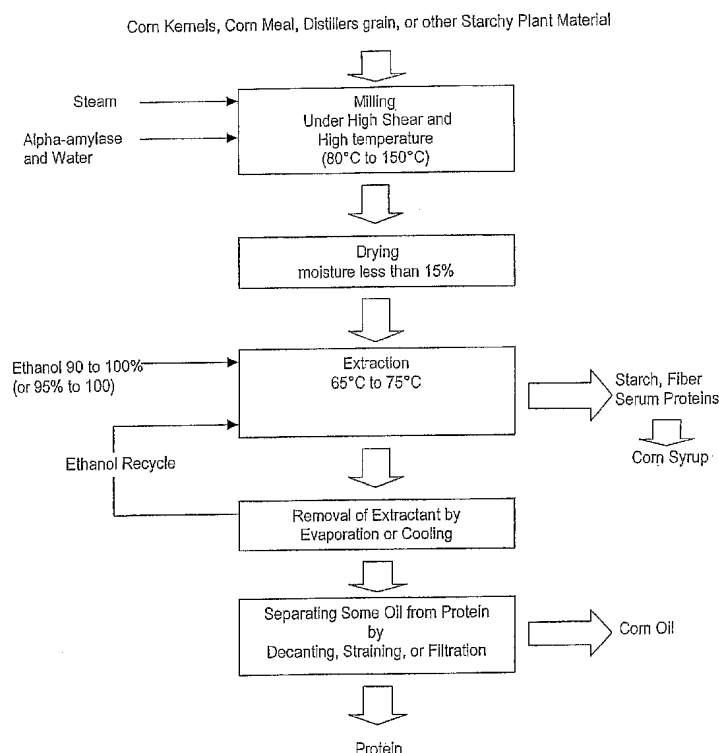 Corn Kernels, Corn Meal, Distillers grain, or other Starchy Plant Material
Steam
Alpha-amylase
and Water
Milling
Under High Shear and
High temperature
(80°C to 150°C)
Drying
moisture less than 15%
Ethanol 90 to 100%
(or 95% to 100)
Extraction
65°C to 75°C
Starch, Fiber
Serum Proteins
Corn Syrup
Ethanol Recycle
Removal of Extractant by
Evaporation or Cooling
Separating Some Oil from Protein
by
Decanting, Straining, or Filtration
Corn Oil
Protein